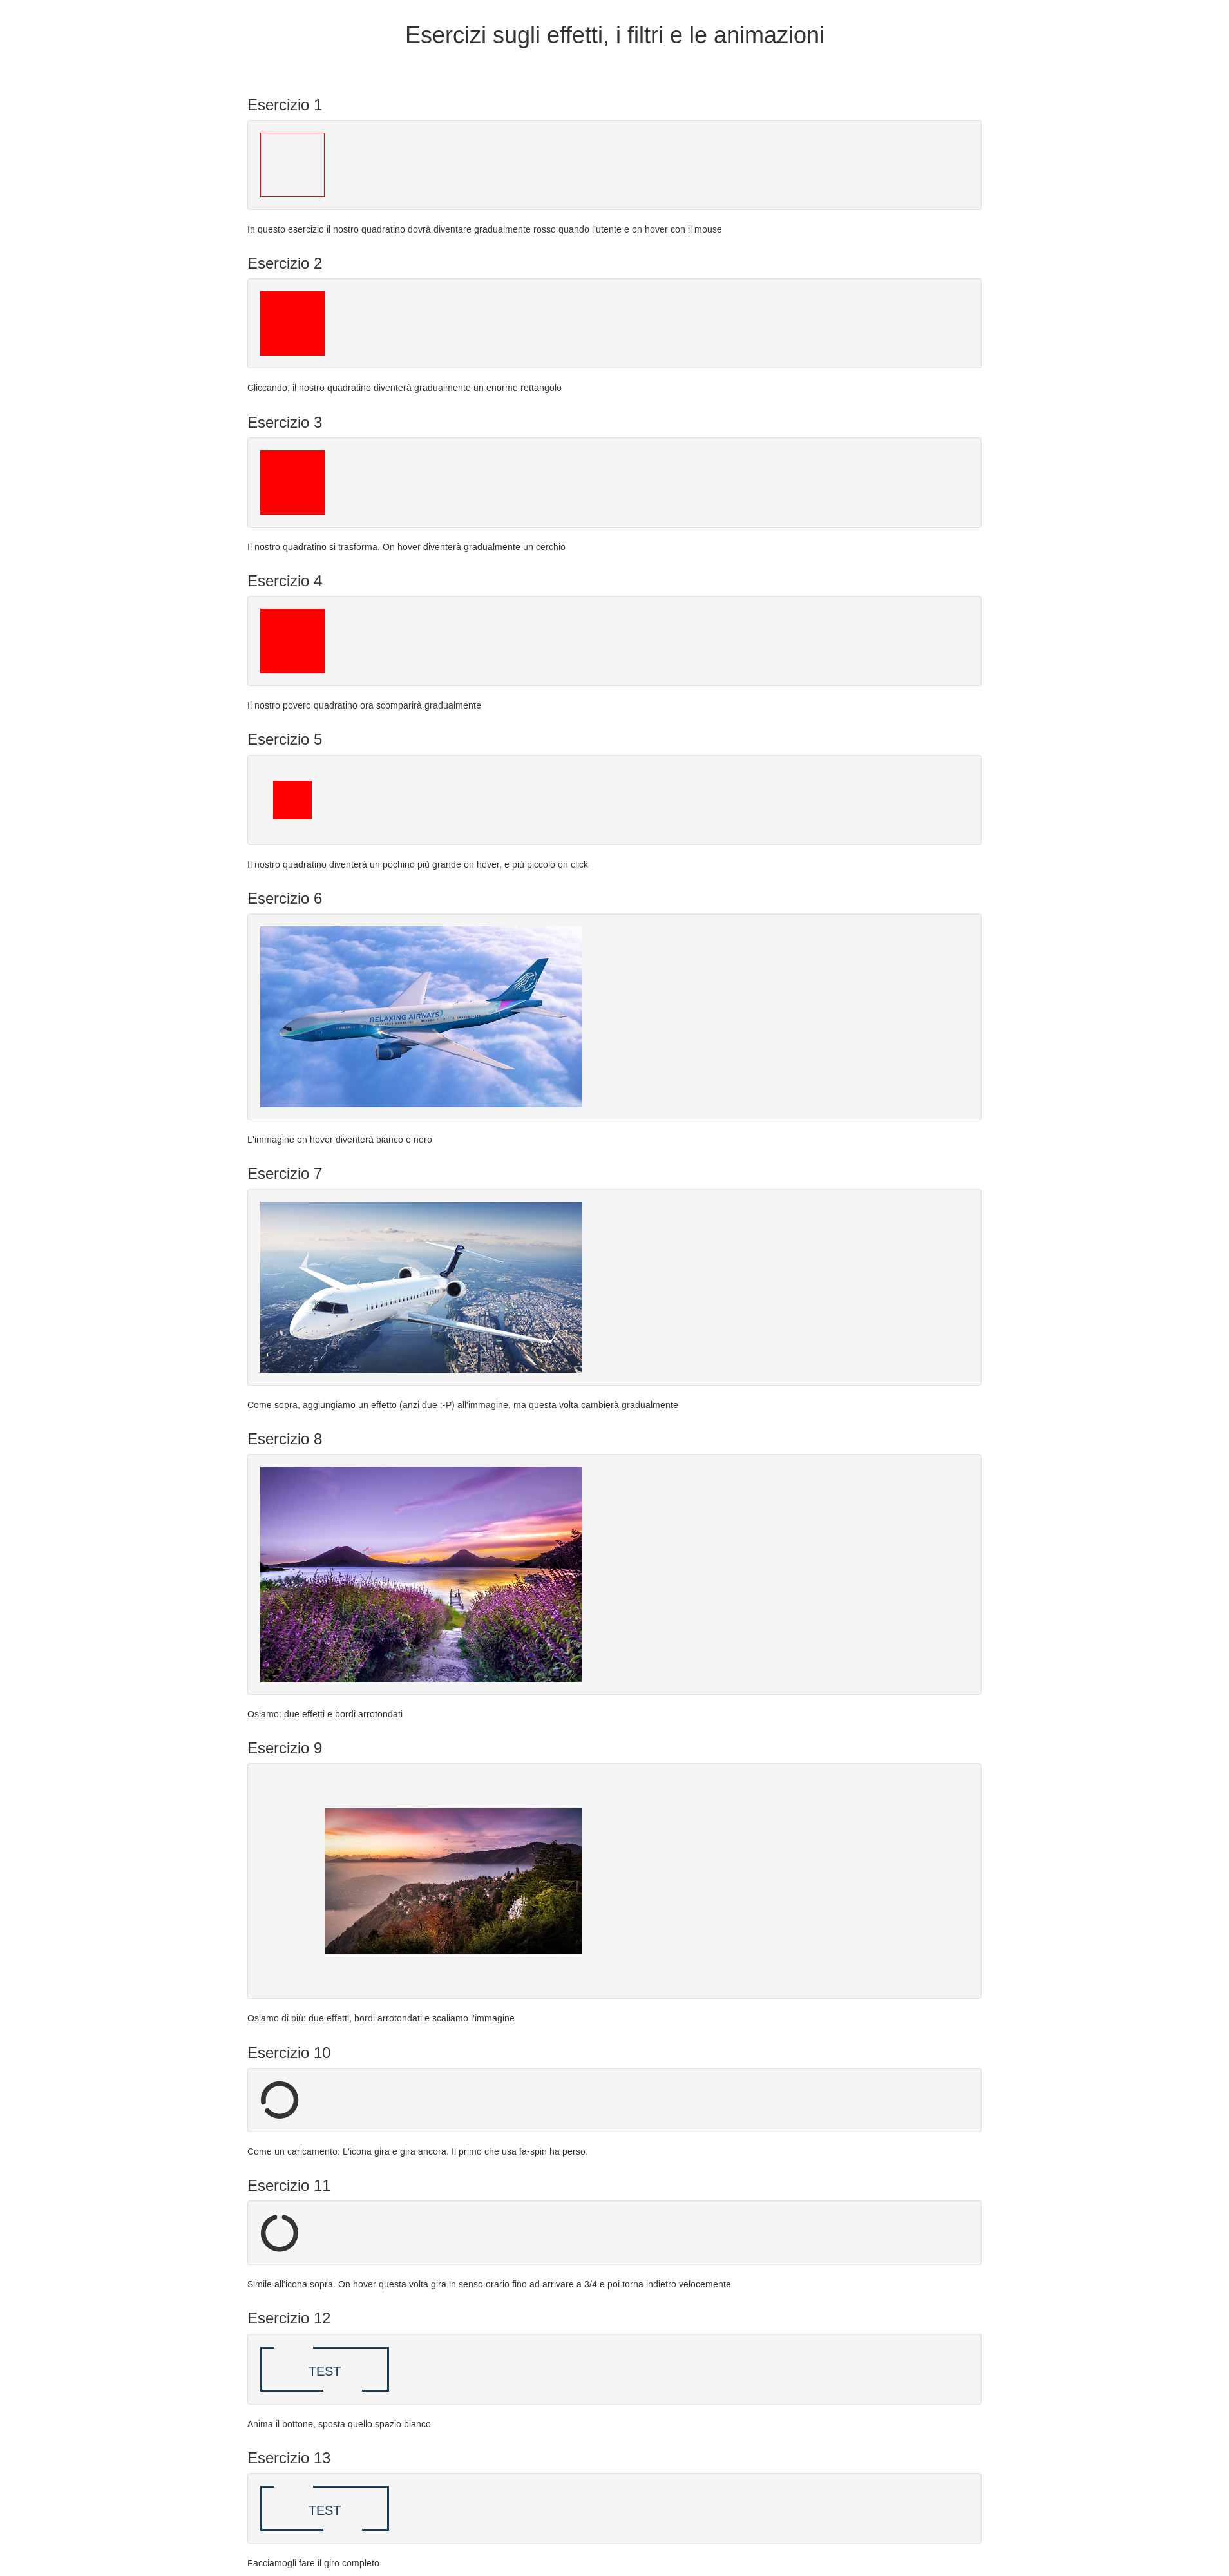 Esercizi sugli effetti, i filtri e le animazioni
Esercizio 1
In questo esercizio il nostro quadratino dovrà diventare gradualmente rosso quando l'utente e on hover con il mouse
Esercizio 2
Cliccando, il nostro quadratino diventerà gradualmente un enorme rettangolo
Esercizio 3
Il nostro quadratino si trasforma. On hover diventerà gradualmente un cerchio
Esercizio 4
Il nostro povero quadratino ora scomparirà gradualmente
Esercizio 5
Il nostro quadratino diventerà un pochino più grande on hover, e più piccolo on click
Esercizio 6
RELAXING AIRWAYS
L'immagine on hover diventerà bianco e nero
Esercizio 7
Come sopra, aggiungiamo un effetto (anzi due :-P) all'immagine, ma questa volta cambierà gradualmente
Esercizio 8
Osiamo: due effetti e bordi arrotondati
Esercizio 9
Osiamo di più: due effetti, bordi arrotondati e scaliamo l'immagine
Esercizio 10
Come un caricamento: L'icona gira e gira ancora. Il primo che usa fa-spin ha perso.
Esercizio 11
Simile all'icona sopra. On hover questa volta gira in senso orario fino ad arrivare a 3/4 e poi torna indietro velocemente
Esercizio 12
TEST
Anima il bottone, sposta quello spazio bianco
Esercizio 13
TEST
Facciamogli fare il giro completo